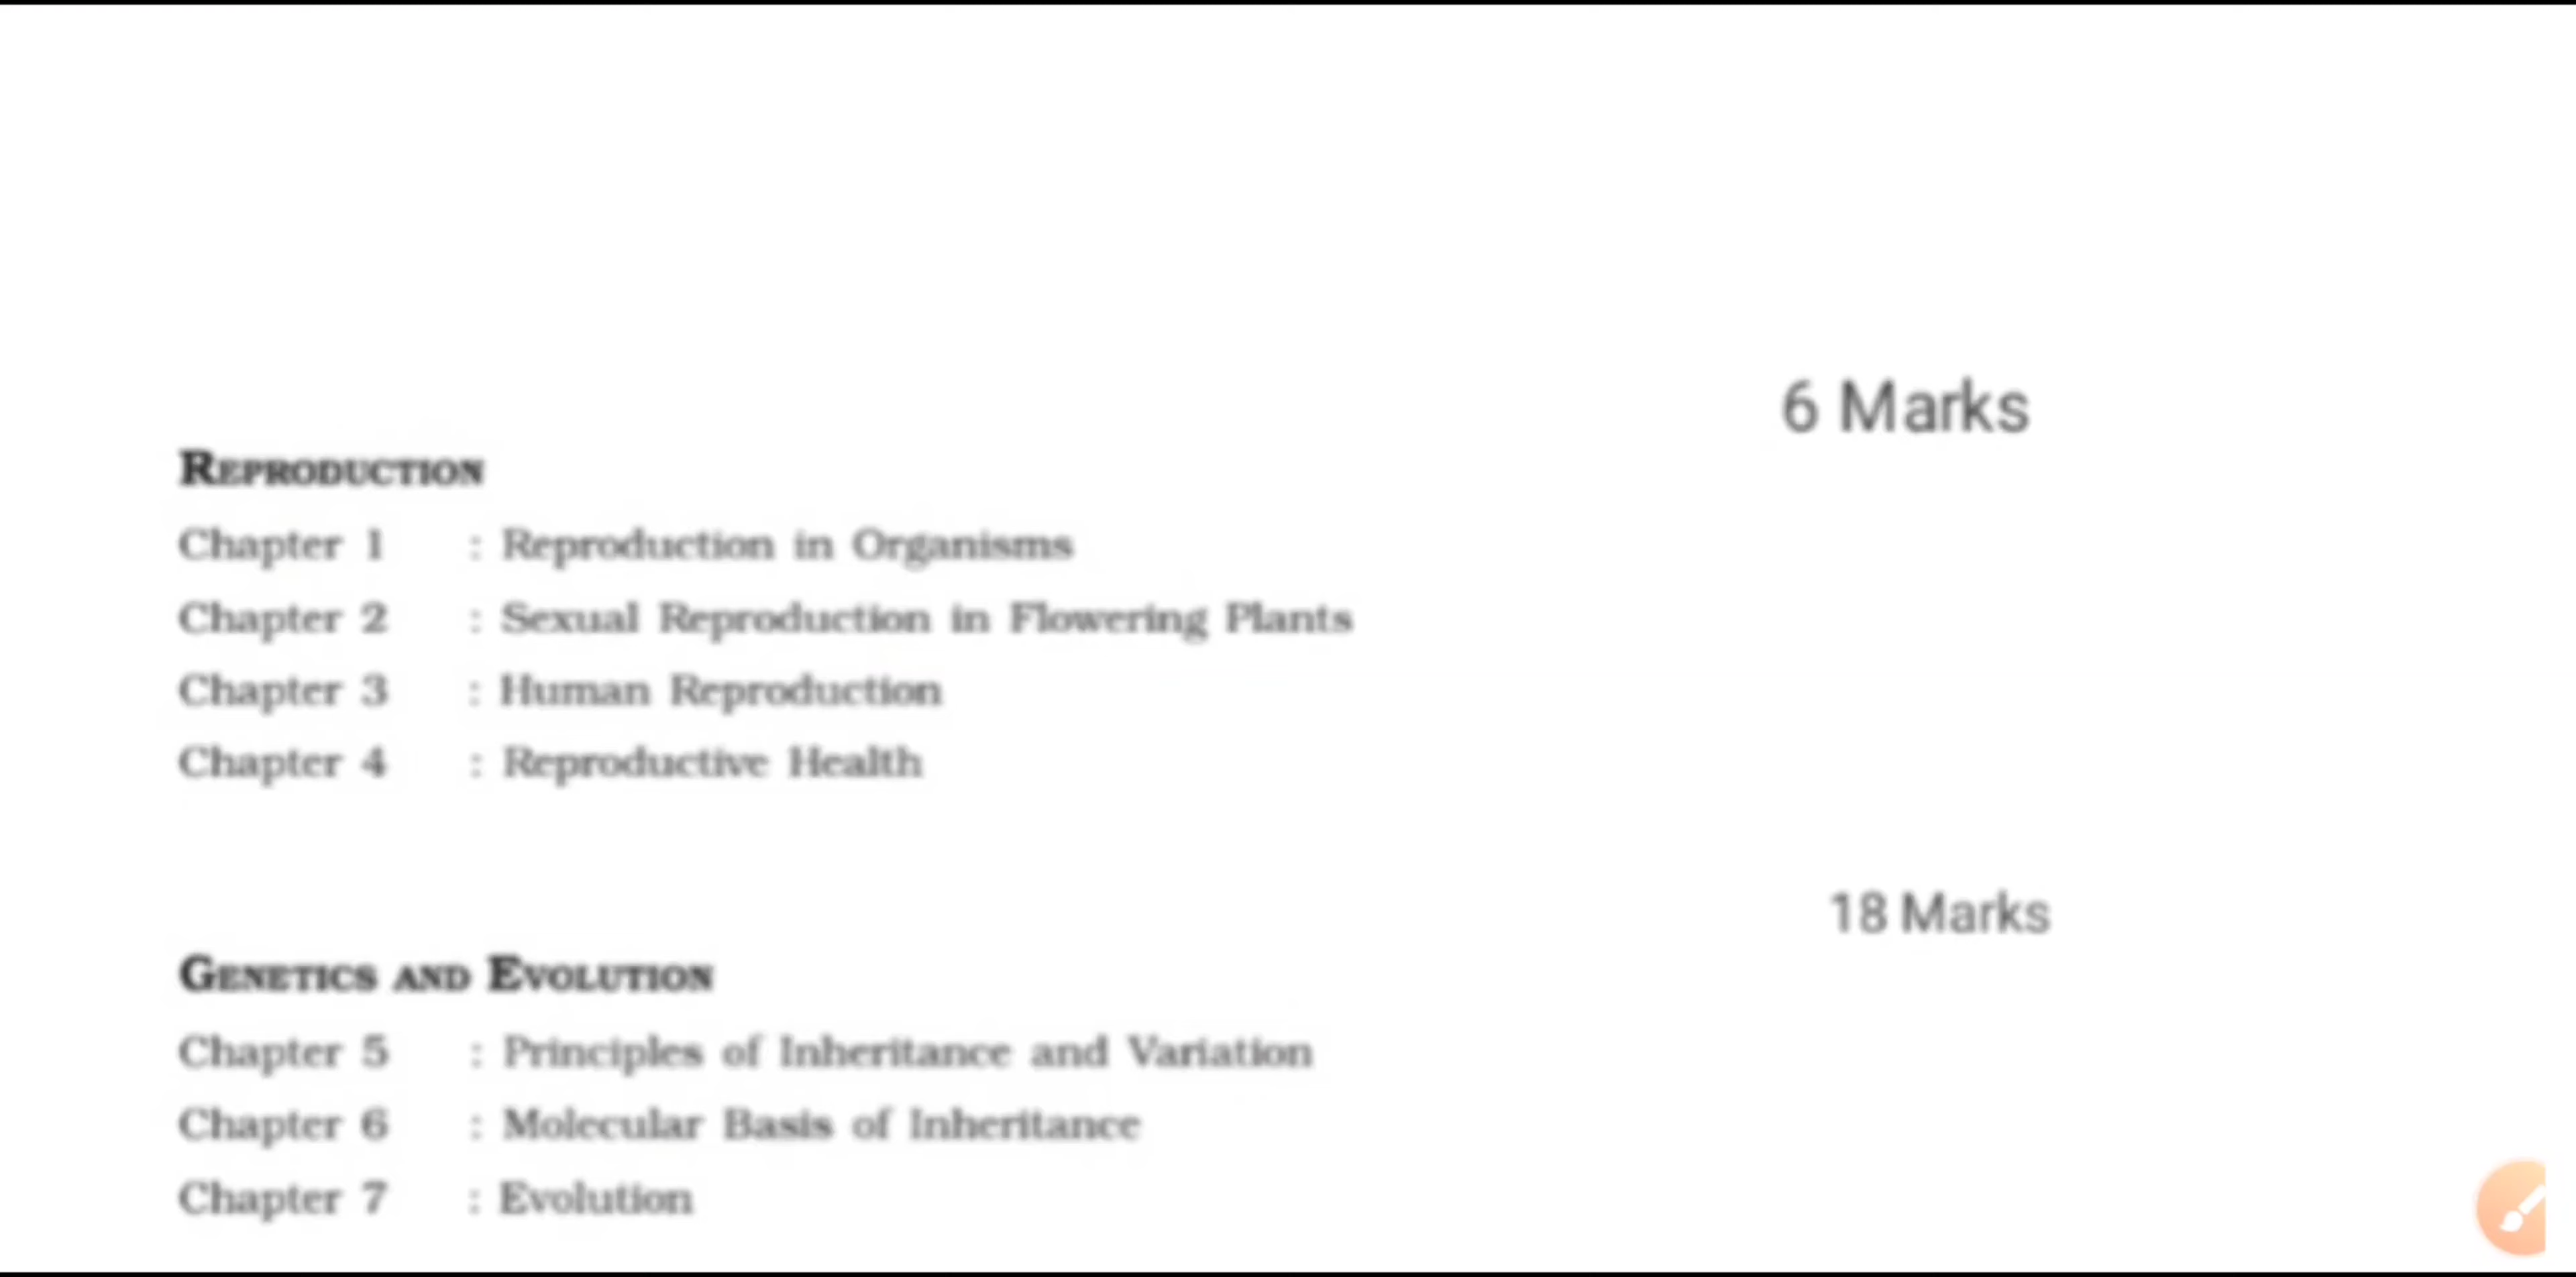 6 Marks
REPRODUCTION
Chapter 1 : Reproduction in Organisms
Chapter 2 : Sexual Reproduction in Flowering Plants
Chapter 3 : Human Reproduction
Chapter 4 : Reproductive Health
18 Marks
GENETICS AND EVOLUTION
Chapter 5 : Principles of Inheritance and Variation
Chapter 6 : Molecular Basis of Inheritance
Chapter 7 : Evolution